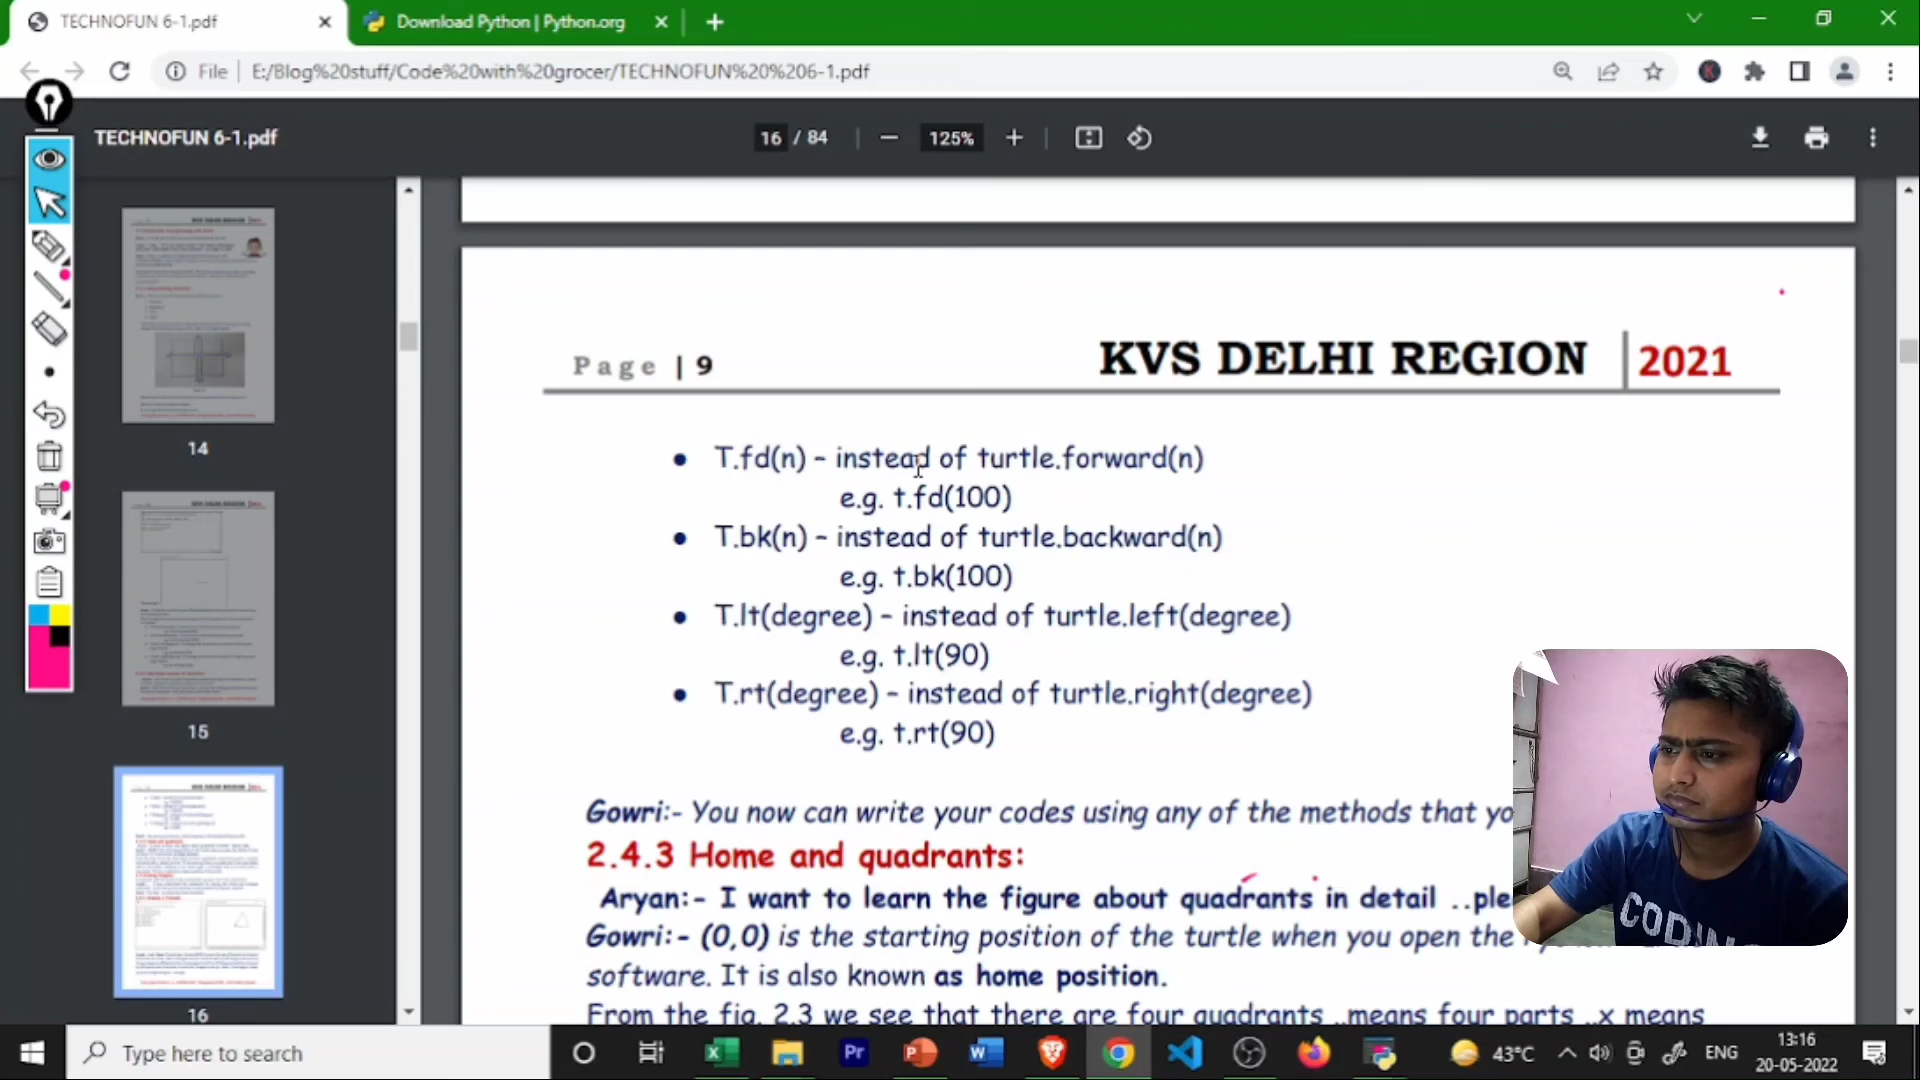 TECHNOFUN 6-1.pdf
Download Python | Python.org
File
E:/Blog%20stuff/Code%20with%20grocer/TECHNOFUN%20%206-1.pdf
TECHNOFUN 6-1.pdf
16 / 84
125%
14
15
16
Page | 9
KVS DELHI REGION 2021
• T.fd(n) – instead of turtle.forward(n)
e.g. t.fd(100)
• T.bk(n) – instead of turtle.backward(n)
e.g. t.bk(100)
• T.lt(degree) – instead of turtle.left(degree)
e.g. t.lt(90)
• T.rt(degree) – instead of turtle.right(degree)
e.g. t.rt(90)
Gowri:- You now can write your codes using any of the methods that yo
2.4.3 Home and quadrants:
Aryan:- I want to learn the figure about quadrants in detail ..ple
Gowri:- (0,0) is the starting position of the turtle when you open the
software. It is also known as home position.
From the fig. 2.3 we see that there are four quadrants ..means four parts ..x means
CODIN
Type here to search
Pr
43°C
ENG
13:16
20-05-2022